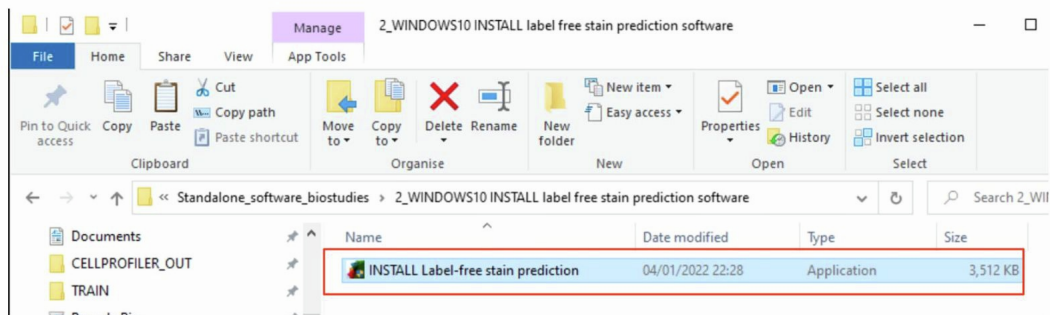 Manage 2_WINDOWS10 INSTALL label free stain prediction software
File Home Share View App Tools
Pin to Quick access
Copy
Paste
Cut
Copy path
Paste shortcut
Clipboard
Move to
Copy to
Delete
Rename
Organise
New folder
New item
Easy access
New
Properties
Open
Edit
History
Open
Select all
Select none
Invert selection
Select
« Standalone_software_biostudies › 2_WINDOWS10 INSTALL label free stain prediction software
Search 2_WI
Documents
CELLPROFILER_OUT
TRAIN
Name Date modified Type Size
INSTALL Label-free stain prediction 04/01/2022 22:28 Application 3,512 KB